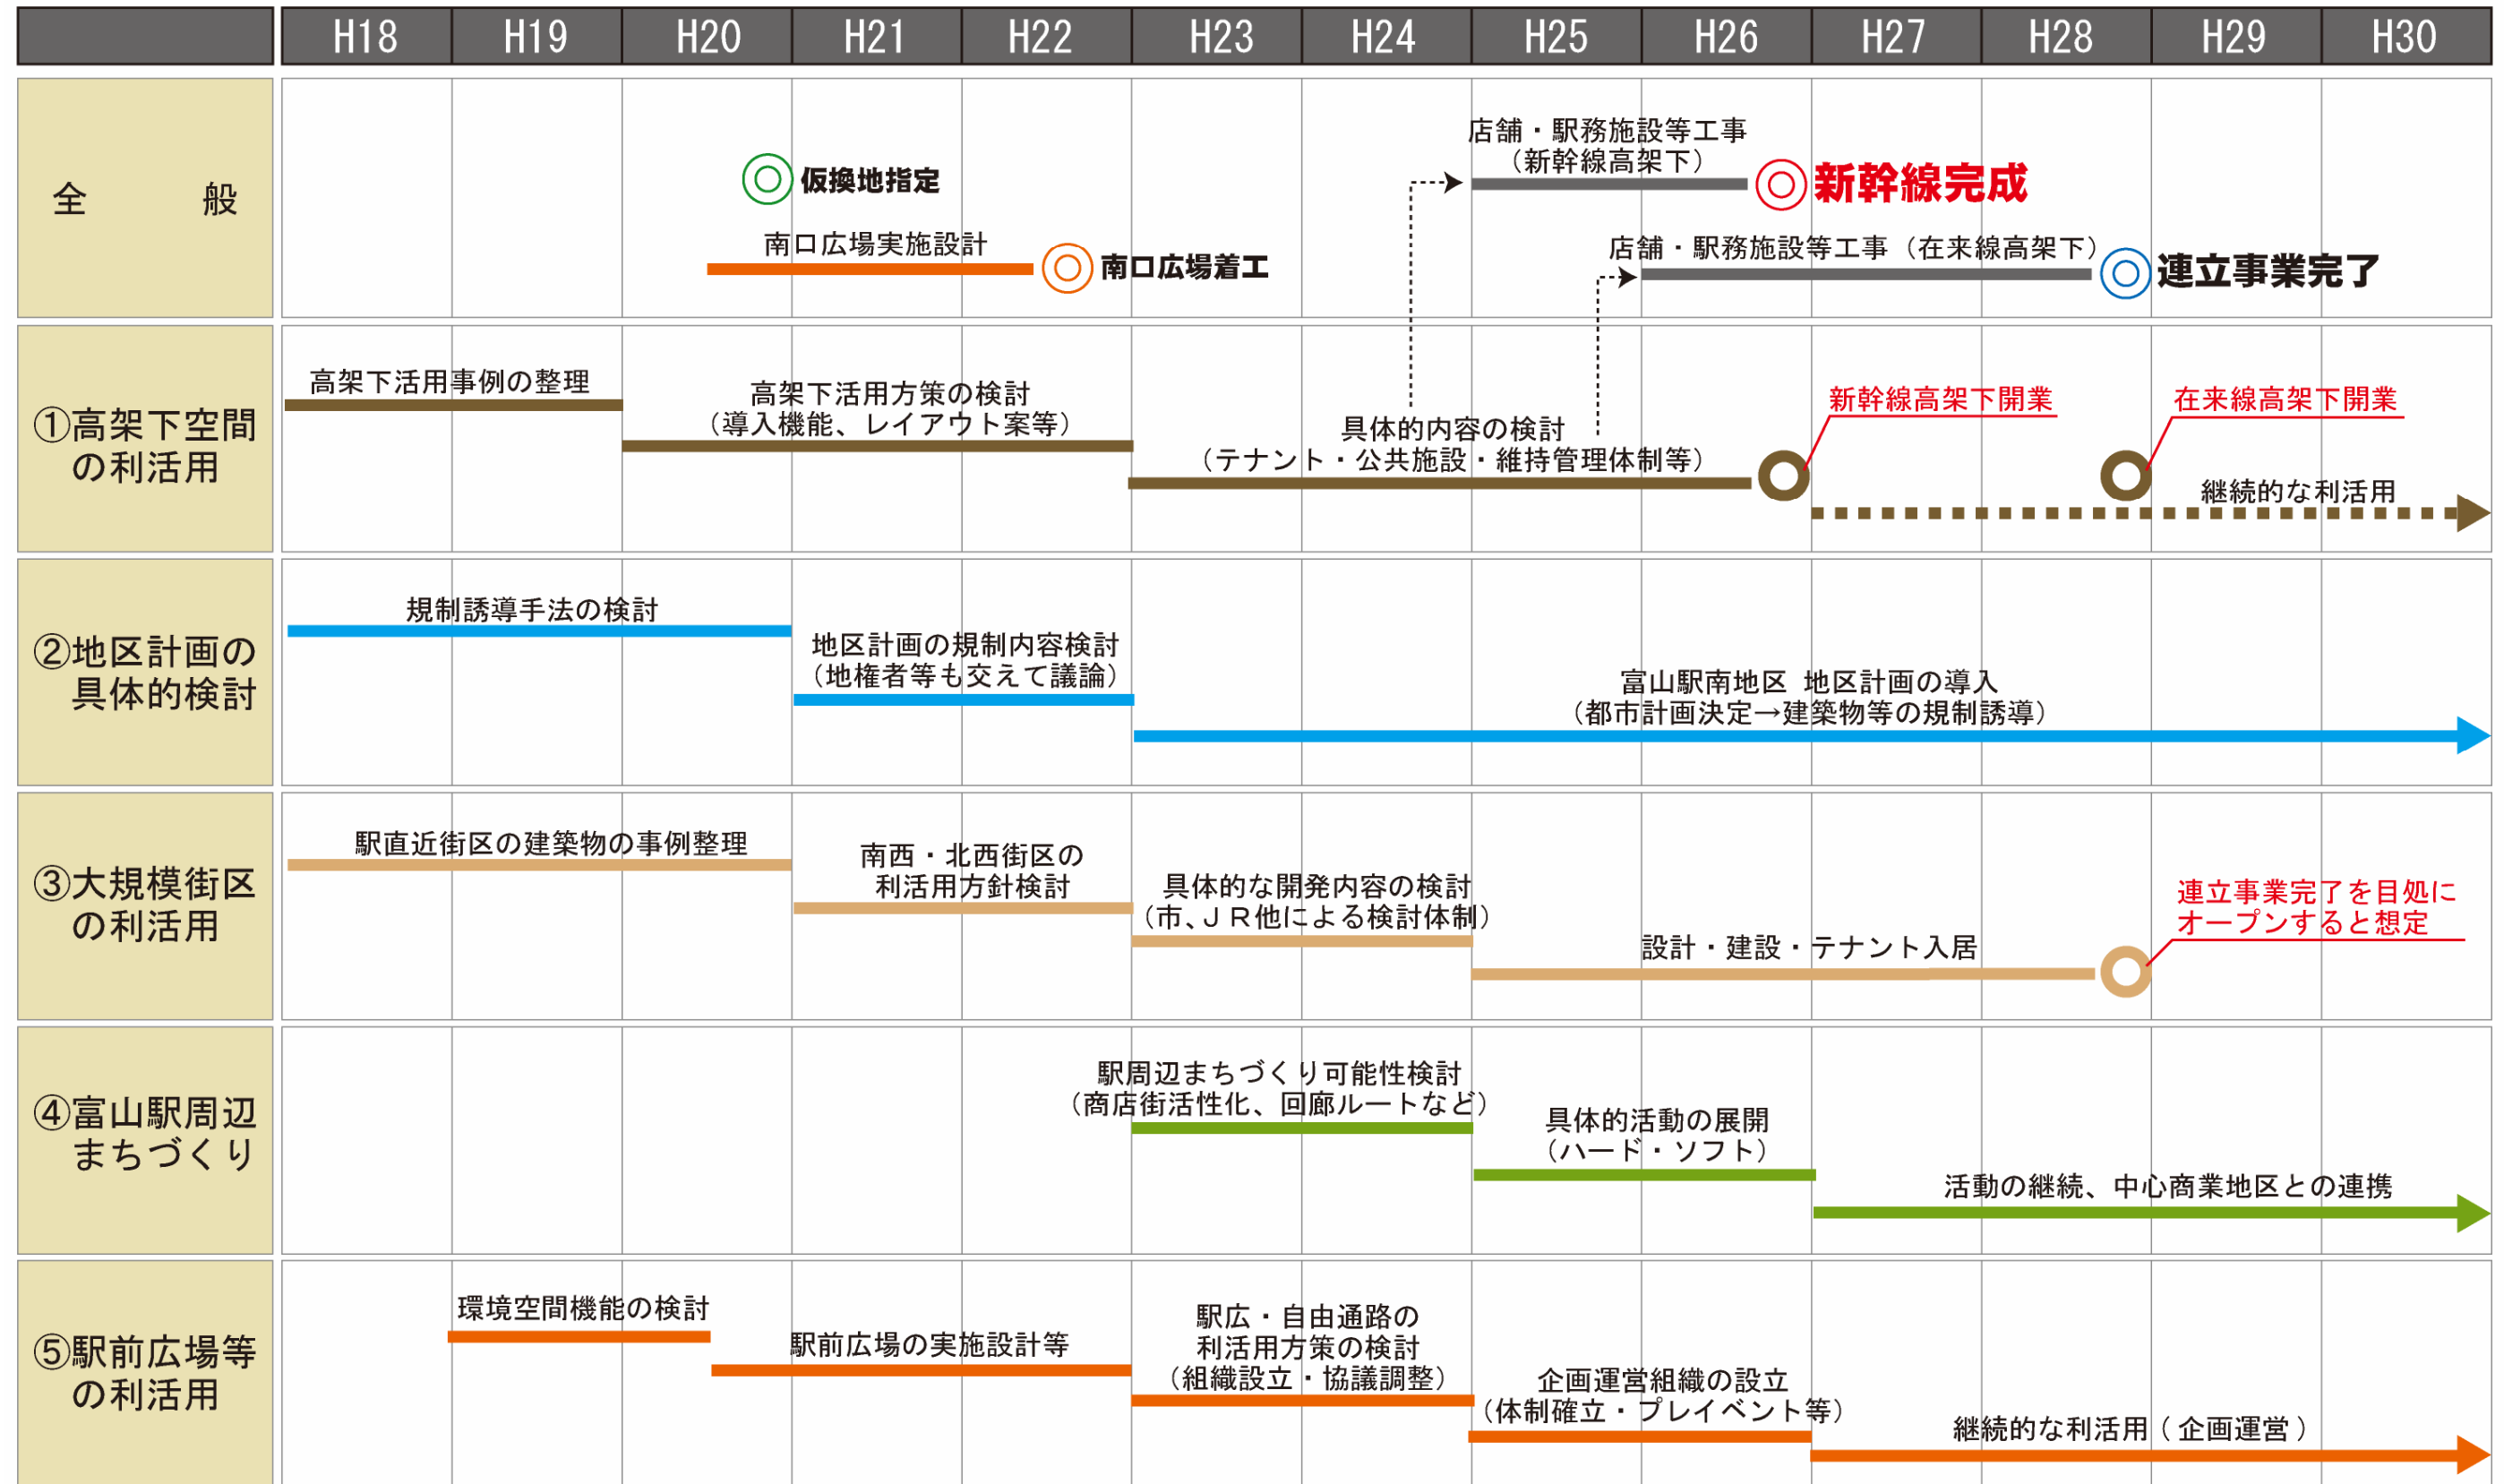 H18 H19 H20 H21 H22 H23 H24 H25 H26 H27 H28 H29 H30
全般
店舗・駅務施設等工事
（新幹線高架下）
仮換地指定
新幹線完成
南口広場実施設計
南口広場着工
店舗・駅務施設等工事（在来線高架下）
連立事業完了
①高架下空間
の利活用
高架下活用事例の整理
高架下活用方策の検討
（導入機能、レイアウト案等）
具体的内容の検討
（テナント・公共施設・維持管理体制等）
新幹線高架下開業
在来線高架下開業
継続的な利活用
②地区計画の
具体的検討
規制誘導手法の検討
地区計画の規制内容検討
（地権者等も交えて議論）
富山駅南地区 地区計画の導入
（都市計画決定→建築物等の規制誘導）
③大規模街区
の利活用
駅直近街区の建築物の事例整理
南西・北西街区の
利活用方針検討
具体的な開発内容の検討
（市、ＪＲ他による検討体制）
設計・建設・テナント入居
連立事業完了を目処に
オープンすると想定
④富山駅周辺
まちづくり
駅周辺まちづくり可能性検討
（商店街活性化、回廊ルートなど）
具体的活動の展開
（ハード・ソフト）
活動の継続、中心商業地区との連携
⑤駅前広場等
の利活用
環境空間機能の検討
駅前広場の実施設計等
駅広・自由通路の
利活用方策の検討
（組織設立・協議調整）
企画運営組織の設立
（体制確立・プレイベント等）
継続的な利活用（企画運営）